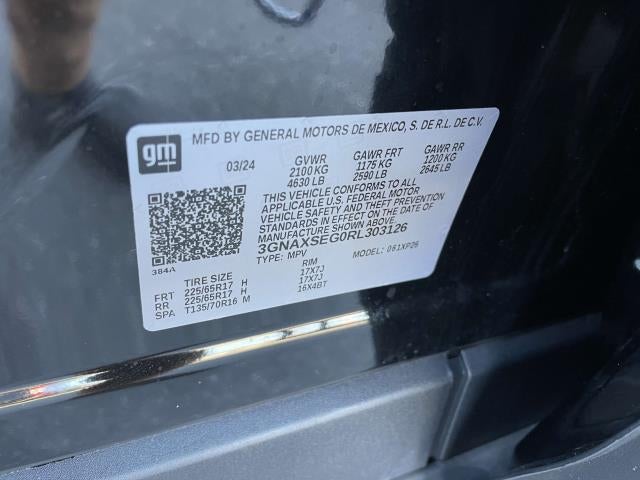 gm
MFD BY GENERAL MOTORS DE MEXICO, S. DE R.L. DE C.V.
03/24 GVWR GAWR FRT GAWR RR
2100 KG 1175 KG 1200 KG
4630 LB 2590 LB 2645 LB
THIS VEHICLE CONFORMS TO ALL
APPLICABLE U.S. FEDERAL MOTOR
VEHICLE SAFETY STANDARDS IN
EFFECT ON THE DATE OF MANUFACTURE
SHOWN ABOVE.
3GNAXSEG0RL303126
384A TYPE: MPV MODEL: 061XP26
TIRE SIZE RIM
FRT 225/65R17 H 17X7J
RR 225/65R17 H 17X7J
SPA T135/70R16 M 16X4BT